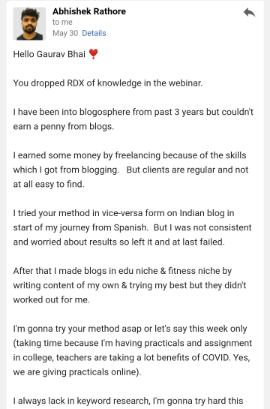 Abhishek Rathore
to me
May 30 Details
Hello Gaurav Bhai ❣️
You dropped RDX of knowledge in the webinar.
I have been into blogosphere from past 3 years but couldn't
earn a penny from blogs.
I earned some money by freelancing because of the skills
which I got from blogging. But clients are regular and not
at all easy to find.
I tried your method in vice-versa form on Indian blog in
start of my journey from Spanish. But I was not consistent
and worried about results so left it and at last failed.
After that I made blogs in edu niche & fitness niche by
writing content of my own & trying my best but they didn't
worked out for me.
I'm gonna try your method asap or let's say this week only
(taking time because I'm having practicals and assignment
in college, teachers are taking a lot benefits of COVID. Yes,
we are giving practicals online).
I always lack in keyword research, I'm gonna try hard this